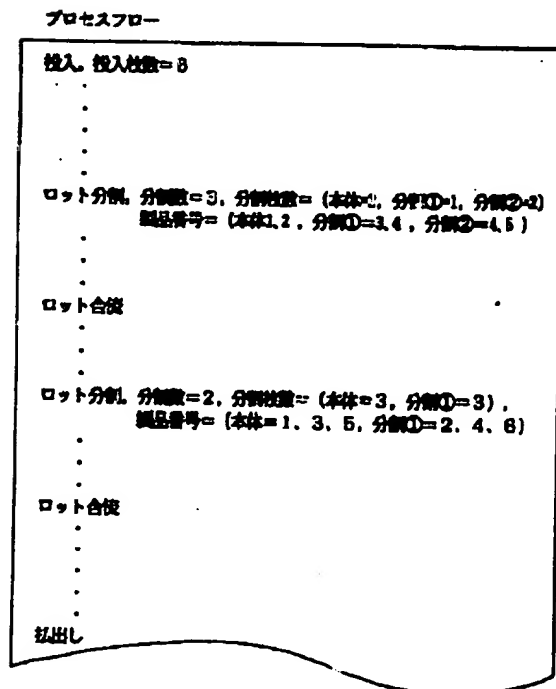 プロセスフロー
投入, 投入枚数=6
ロット分割, 分割数=3, 分割枚数= (本体=2, 分割①=1, 分割②=2)
製品番号= (本体1,2 , 分割①=3,4 , 分割②=4,5 )
ロット合流
ロット分割, 分割数=2, 分割枚数= (本体=3, 分割①=3) ,
製品番号= (本体=1, 3, 5, 分割①=2, 4, 6)
ロット合流
払出し